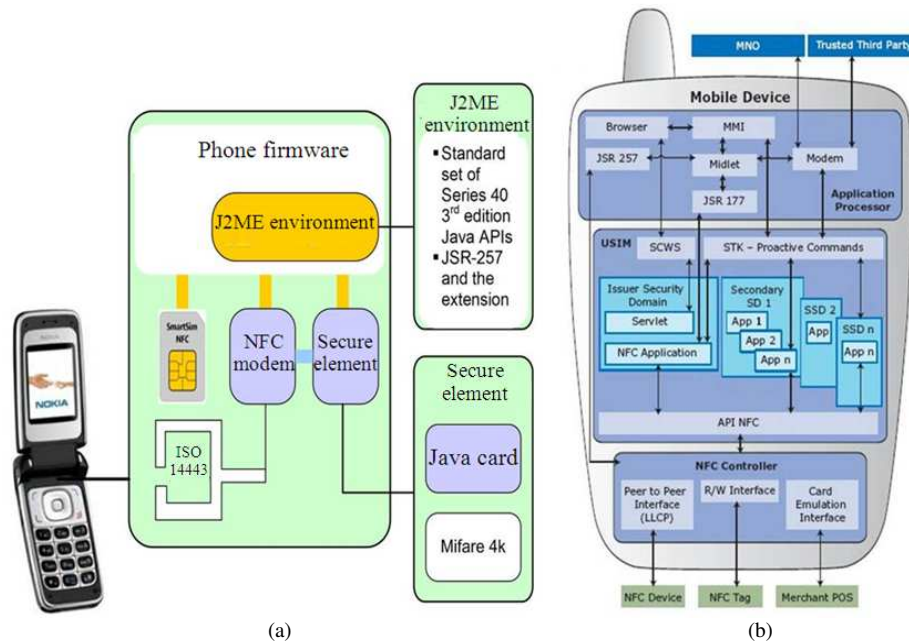 Phone firmware
J2ME environment
SmartSim
NFC
NFC
modem
Secure
element
ISO
14443
NOKIA
NOKIA
J2ME
environment
▪ Standard
set of
Series 40
3rd edition
Java APIs
▪ JSR-257
and the
extension
Secure
element
Java card
Mifare 4k
(a)
MNO
Trusted Third Party
Mobile Device
Browser
MMI
JSR 257
Midlet
Modem
JSR 177
Application
Processor
USIM
SCWS
STK – Proactive Commands
Issuer Security
Domain
Servlet
NFC Application
Secondary
SD 1
App 1
App 2
App n
SSD 2
App
SSD n
App n
API NFC
NFC Controller
Peer to Peer
Interface
(LLCP)
R/W Interface
Card
Emulation
Interface
NFC Device
NFC Tag
Merchant POS
(b)